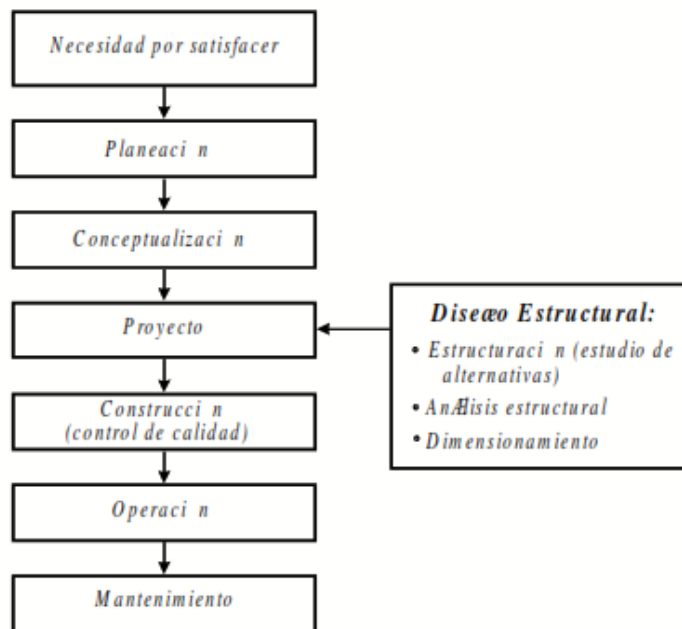 Necesidad por satisfacer
Planeaci n
Conceptualizaci n
Proyecto
Construcci n
(control de calidad)
Operaci n
Mantenimiento
Diseæo Estructural:
• Estructuraci n (estudio de
alternativas)
• AnÆlisis estructural
• Dimensionamiento